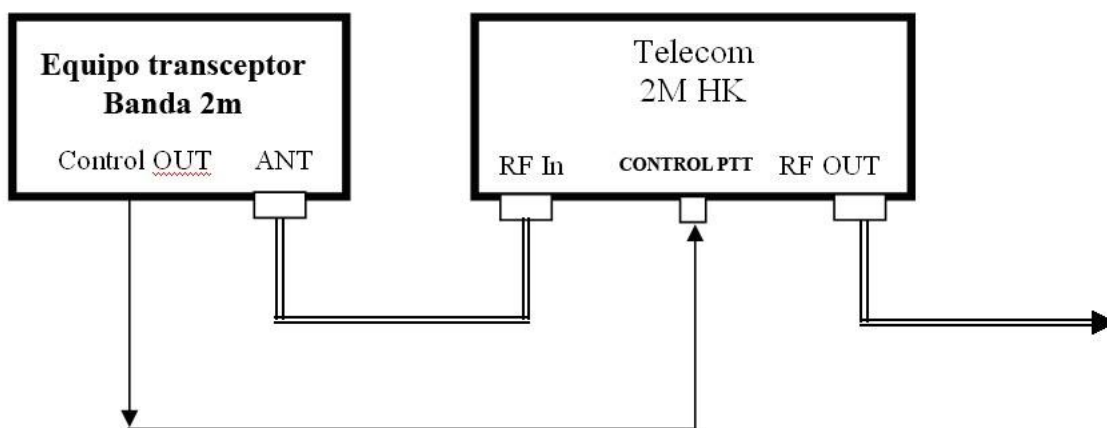 Equipo transceptor
Banda 2m
Control OUT
ANT
Telecom
2M HK
RF In
CONTROL PTT
RF OUT